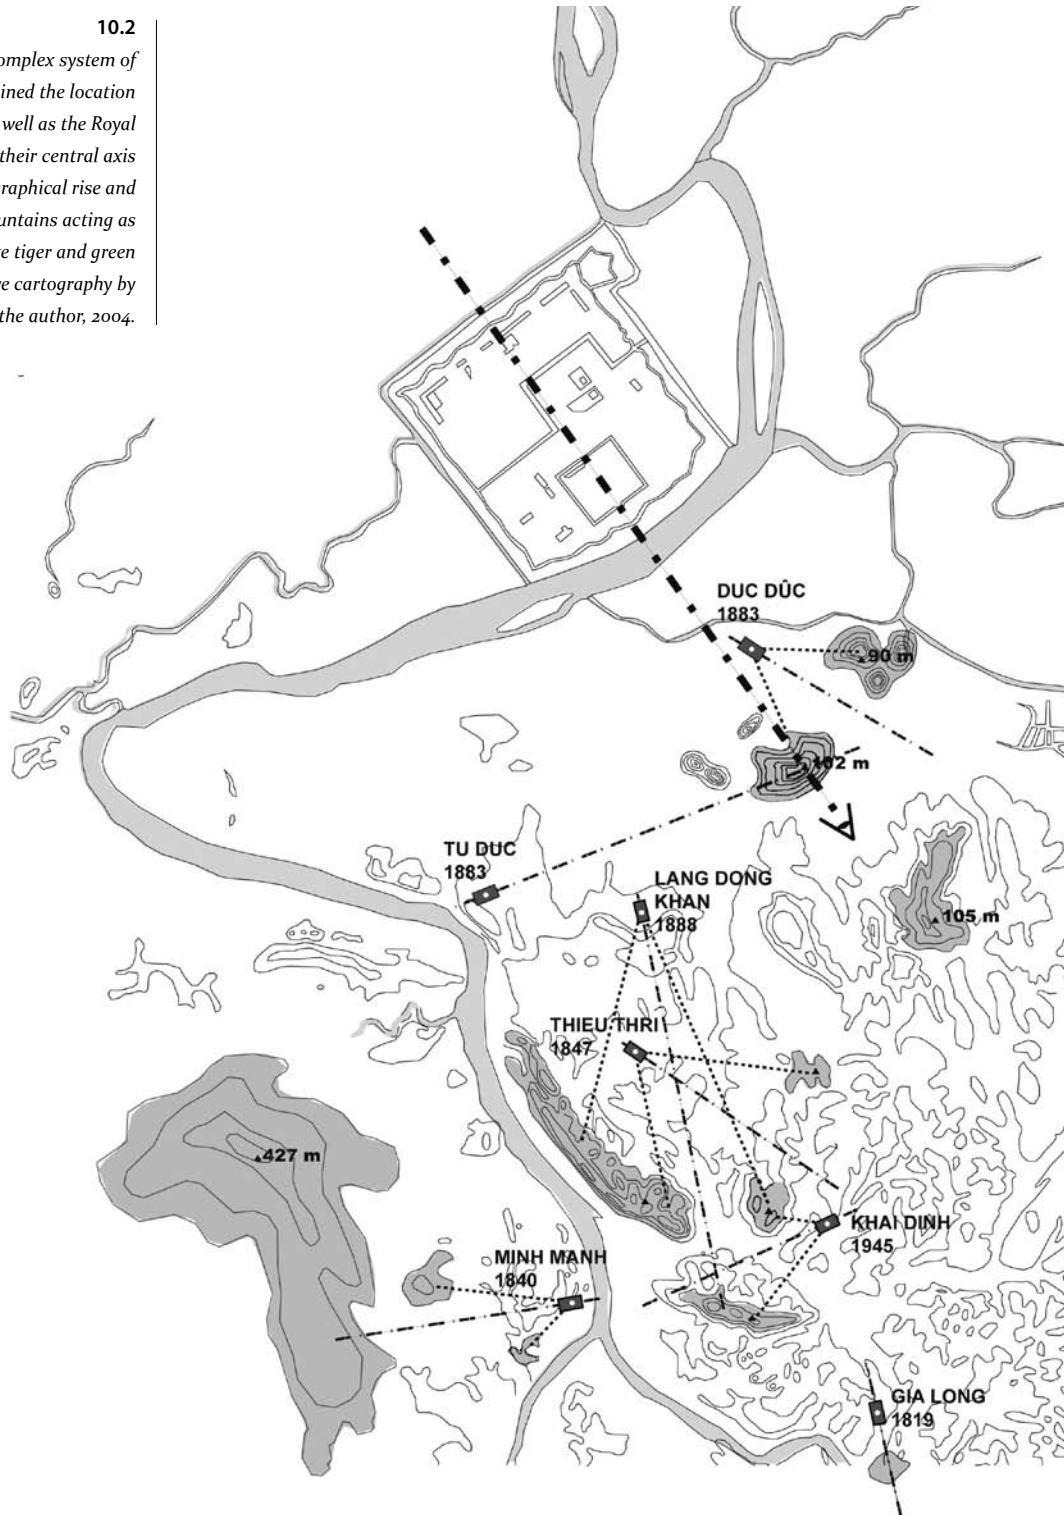 10.2
omplex system of
ined the location
well as the Royal
their central axis
graphical rise and
untains acting as
e tiger and green
e cartography by
the author, 2004.
DUC DÛC
1883
90 m
102 m
TU DUC
1883
LANG DONG
KHAN
1888
105 m
THIEU THRI
1847
427 m
KHAI DINH
1945
MINH MANH
1840
GIA LONG
1819